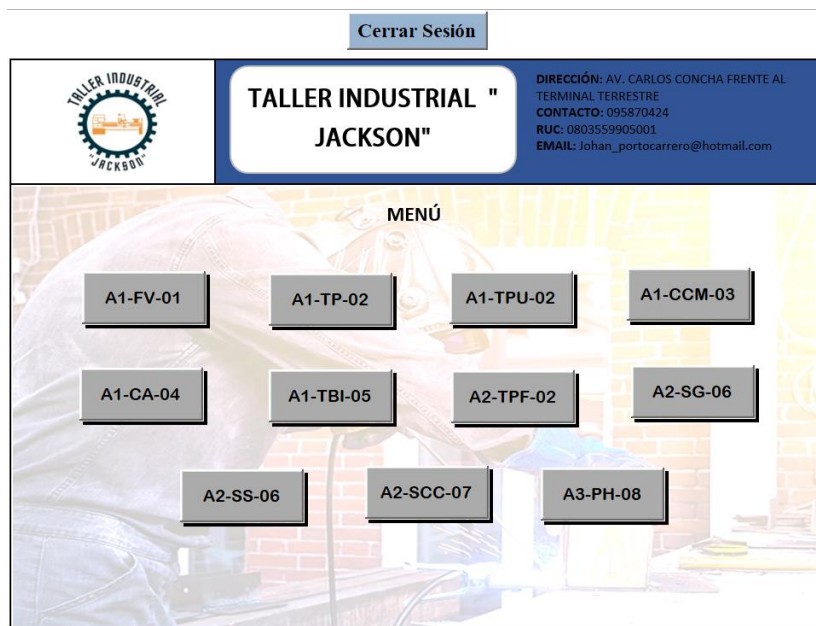 Cerrar Sesión
TALLER INDUSTRIAL
"JACKSON"
TALLER INDUSTRIAL "
JACKSON"
DIRECCIÓN: AV. CARLOS CONCHA FRENTE AL
TERMINAL TERRESTRE
CONTACTO: 095870424
RUC: 0803559905001
EMAIL: Johan_portocarrero@hotmail.com
MENÚ
A1-FV-01
A1-TP-02
A1-TPU-02
A1-CCM-03
A1-CA-04
A1-TBI-05
A2-TPF-02
A2-SG-06
A2-SS-06
A2-SCC-07
A3-PH-08